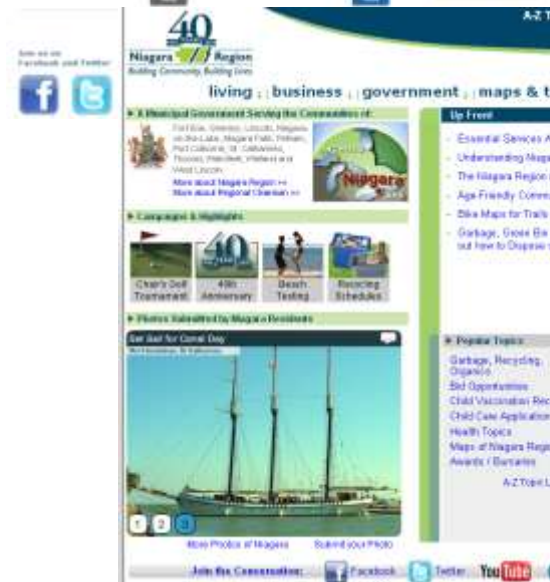 Join us on
Facebook and Twitter
40
YEARS
Niagara Region
Building Community. Building Lives.
A-Z T
living business government maps & t
A Municipal Government Serving the Communities of:
Fort Erie, Grimsby, Lincoln, Niagara
on-the-Lake, Niagara Falls, Pelham,
Port Colborne, St. Catharines,
Thorold, Wainfleet, Welland and
West Lincoln
More about Niagara Region >>
More about Regional Chairman >>
Niagara
Campaigns & Highlights
Chair's Golf
Tournament
40th
Anniversary
Beach
Testing
Recycling
Schedules
Photos Submitted by Niagara Residents
Set Sail for Canal Day
1 2 3
More Photos of Niagara
Submit your Photo
Up Front
Essential Services A
Understanding Niaga
The Niagara Region
Age-Friendly Commu
Bike Maps for Trails
Garbage, Green Bin
out how to Dispose
Popular Topics
Garbage, Recycling,
Organics
Bid Opportunities
Child Vaccination Rec
Child Care Application
Health Topics
Maps of Niagara Regi
Awards / Bursaries
A-Z Topic L
Join the Conversation: Facebook Twitter YouTube